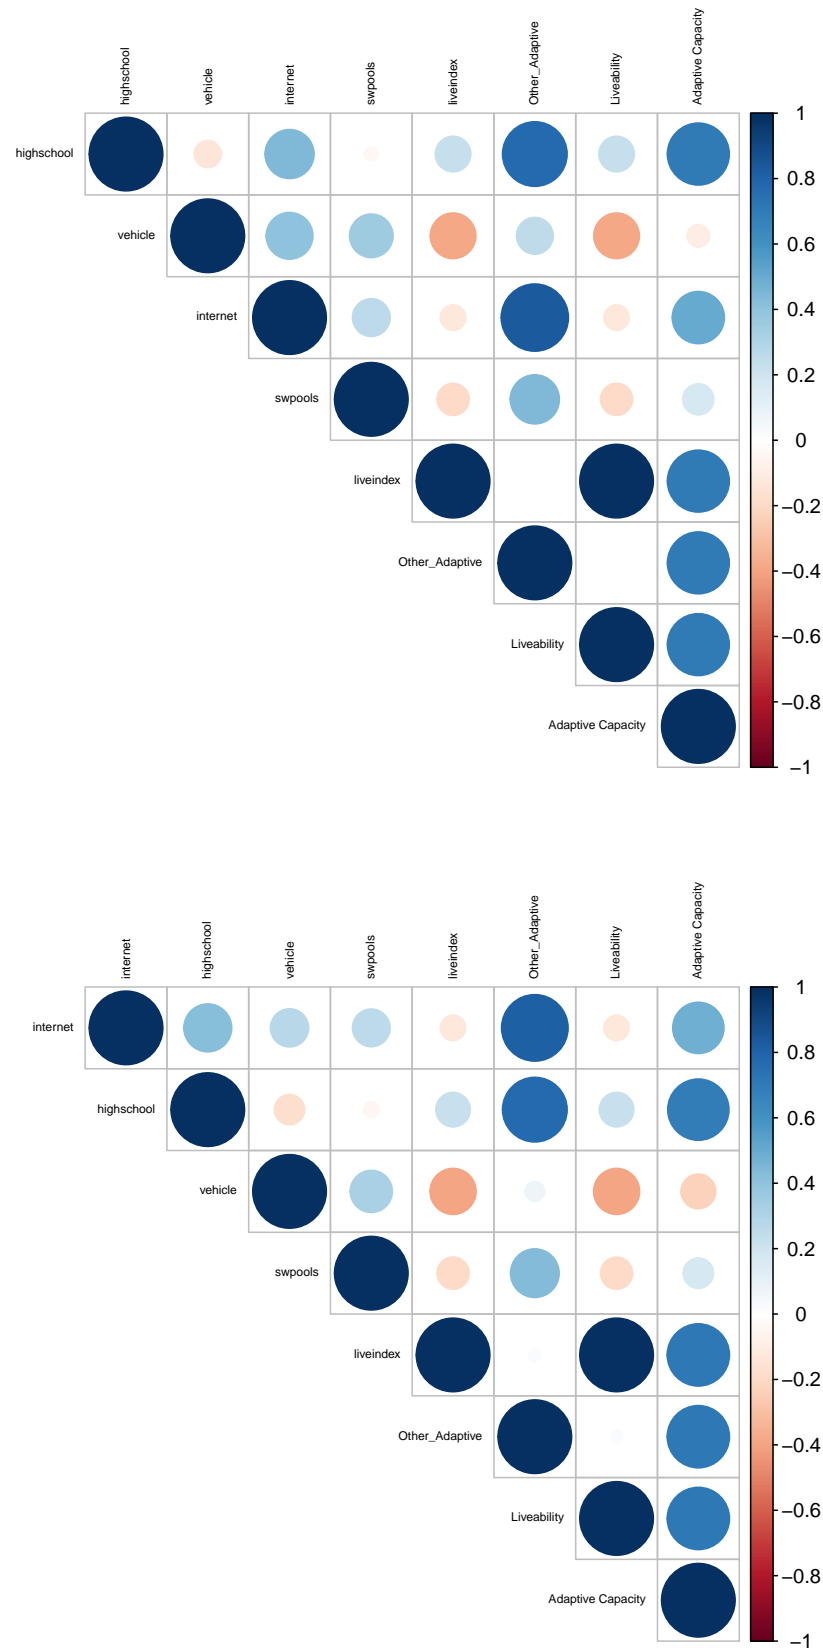 highschool
vehicle
internet
swpools
liveindex
Other_Adaptive
Liveability
Adaptive Capacity
highschool
vehicle
internet
swpools
liveindex
Other_Adaptive
Liveability
Adaptive Capacity
1
0.8
0.6
0.4
0.2
0
−0.2
−0.4
−0.6
−0.8
−1
internet
highschool
vehicle
swpools
liveindex
Other_Adaptive
Liveability
Adaptive Capacity
internet
highschool
vehicle
swpools
liveindex
Other_Adaptive
Liveability
Adaptive Capacity
1
0.8
0.6
0.4
0.2
0
−0.2
−0.4
−0.6
−0.8
−1